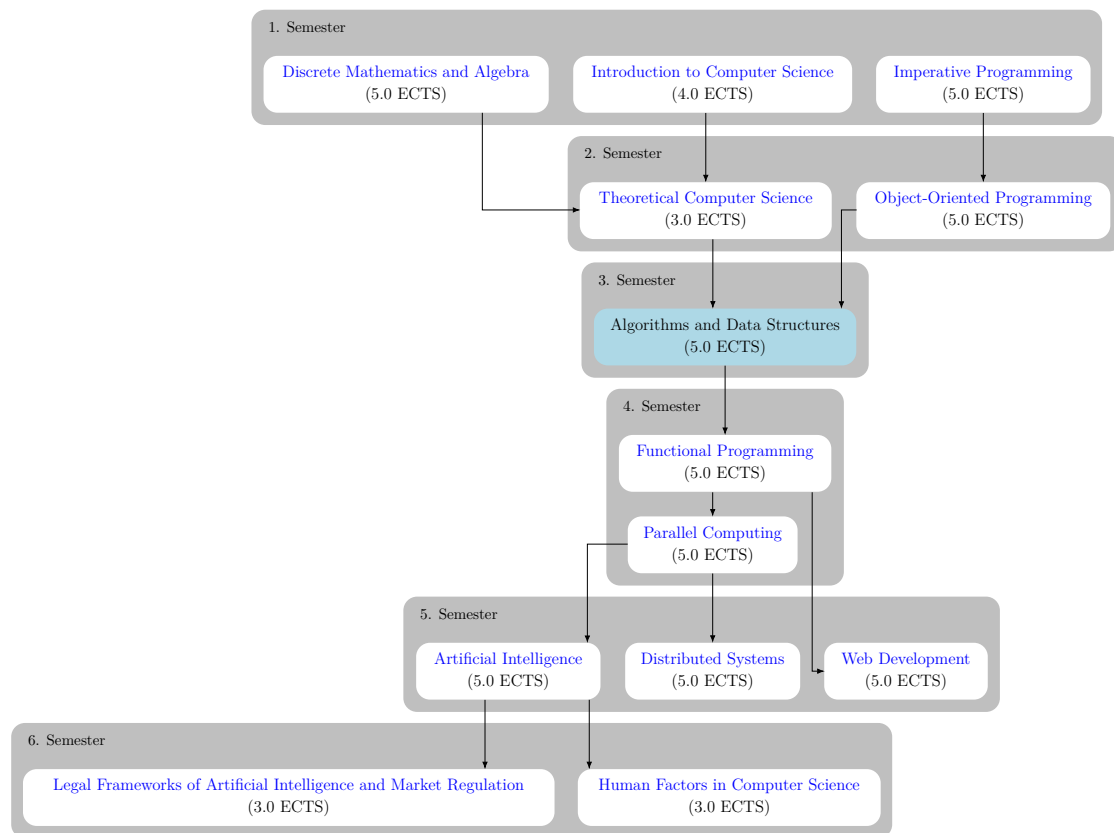 1. Semester
Discrete Mathematics and Algebra
(5.0 ECTS)
Introduction to Computer Science
(4.0 ECTS)
Imperative Programming
(5.0 ECTS)
2. Semester
Theoretical Computer Science
(3.0 ECTS)
Object-Oriented Programming
(5.0 ECTS)
3. Semester
Algorithms and Data Structures
(5.0 ECTS)
4. Semester
Functional Programming
(5.0 ECTS)
Parallel Computing
(5.0 ECTS)
5. Semester
Artificial Intelligence
(5.0 ECTS)
Distributed Systems
(5.0 ECTS)
Web Development
(5.0 ECTS)
6. Semester
Legal Frameworks of Artificial Intelligence and Market Regulation
(3.0 ECTS)
Human Factors in Computer Science
(3.0 ECTS)